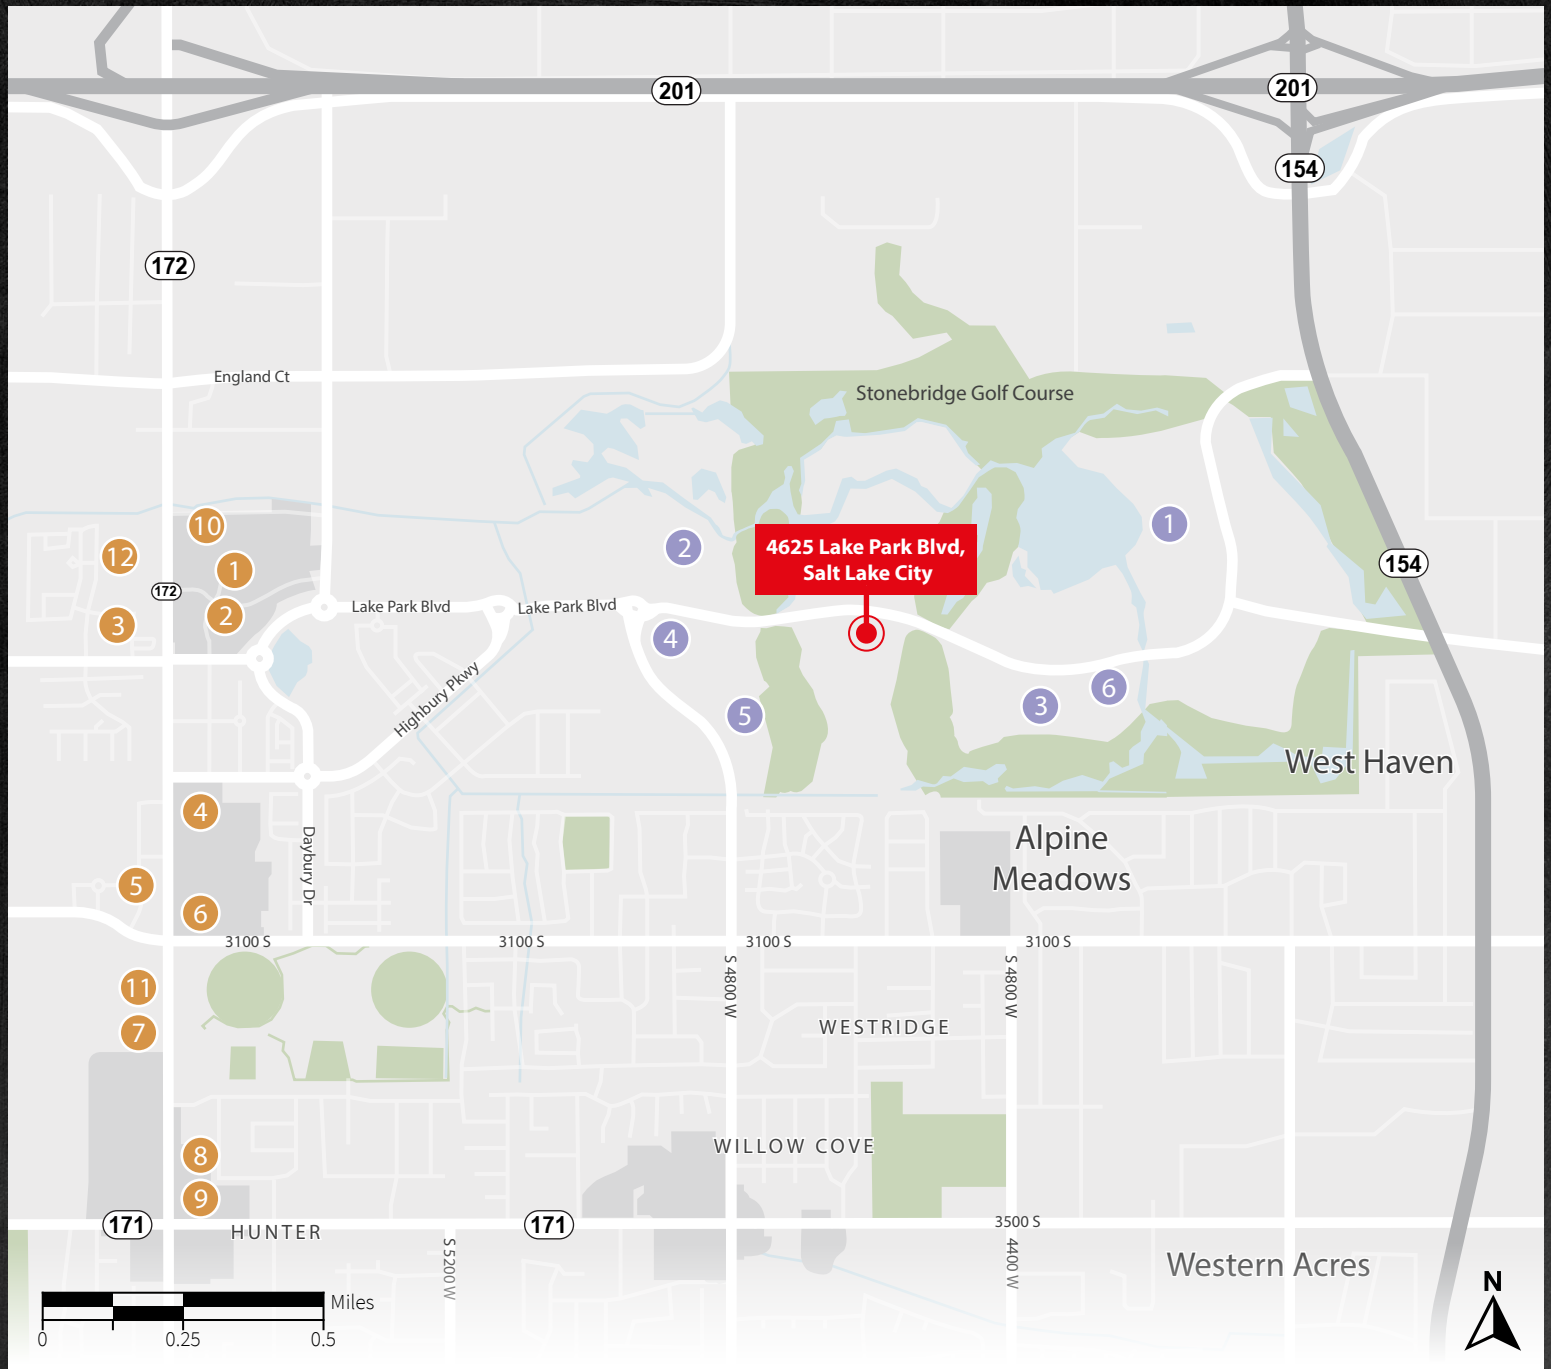 201
201
154
172
England Ct
Stonebridge Golf Course
10
12
1
172
2
3
2
1
4625 Lake Park Blvd,
Salt Lake City
154
Lake Park Blvd
Lake Park Blvd
4
Highbury Pkwy
5
3
6
West Haven
4
Daybury Dr
Alpine
Meadows
5
6
3100 S
3100 S
3100 S
3100 S
S 4800 W
S 4800 W
11
7
WESTRIDGE
WILLOW COVE
8
9
171
HUNTER
171
3500 S
S 5200 W
4400 W
Western Acres
N
Miles
0
0.25
0.5